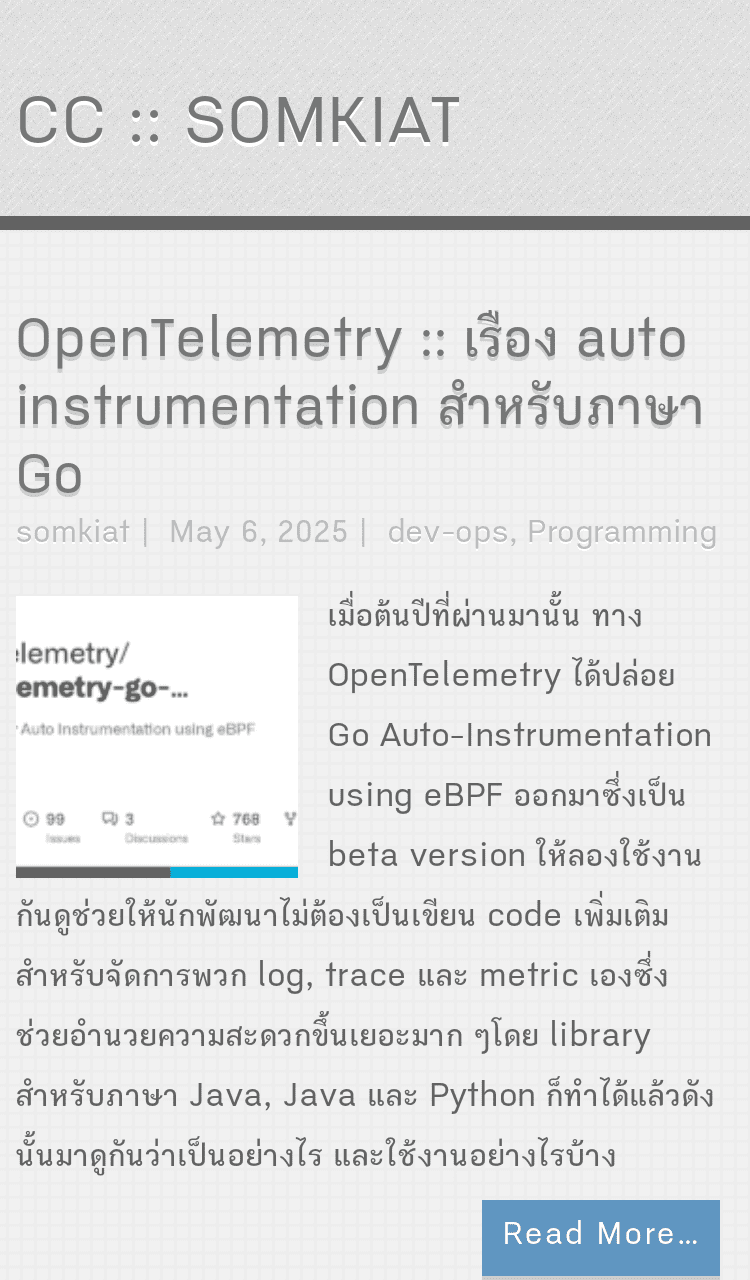 CC :: SOMKIAT
OpenTelemetry :: เรื่อง auto
instrumentation สำหรับภาษา
Go
somkiat | May 6, 2025 | dev-ops, Programming
elemetry/
emetry-go-...
Auto Instrumentation using eBPF
99 3 768
Issues Discussions Stars
เมื่อต้นปีที่ผ่านมานั้น ทาง
OpenTelemetry ได้ปล่อย
Go Auto-Instrumentation
using eBPF ออกมาซึ่งเป็น
beta version ให้ลองใช้งาน
กันดูช่วยให้นักพัฒนาไม่ต้องเป็นเขียน code เพิ่มเติม
สำหรับจัดการพวก log, trace และ metric เองซึ่ง
ช่วยอำนวยความสะดวกขึ้นเยอะมาก ๆโดย library
สำหรับภาษา Java, Java และ Python ก็ทำได้แล้วดัง
นั้นมาดูกันว่าเป็นอย่างไร และใช้งานอย่างไรบ้าง
Read More...